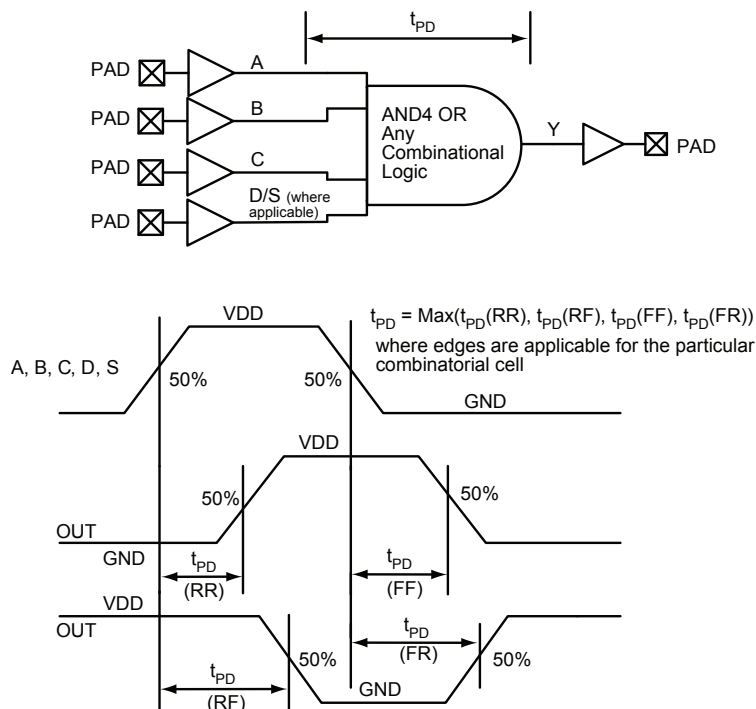 tPD
PAD
A
PAD
B
PAD
C
PAD
D/S (where
applicable)
AND4 OR
Any
Combinational
Logic
Y
PAD
VDD
tPD = Max(tPD(RR), tPD(RF), tPD(FF), tPD(FR))
where edges are applicable for the particular
combinatorial cell
A, B, C, D, S
50%
50%
GND
VDD
50%
50%
OUT
GND
tPD
(RR)
tPD
(FF)
VDD
OUT
tPD
(FR)
50%
50%
tPD
(RF)
GND